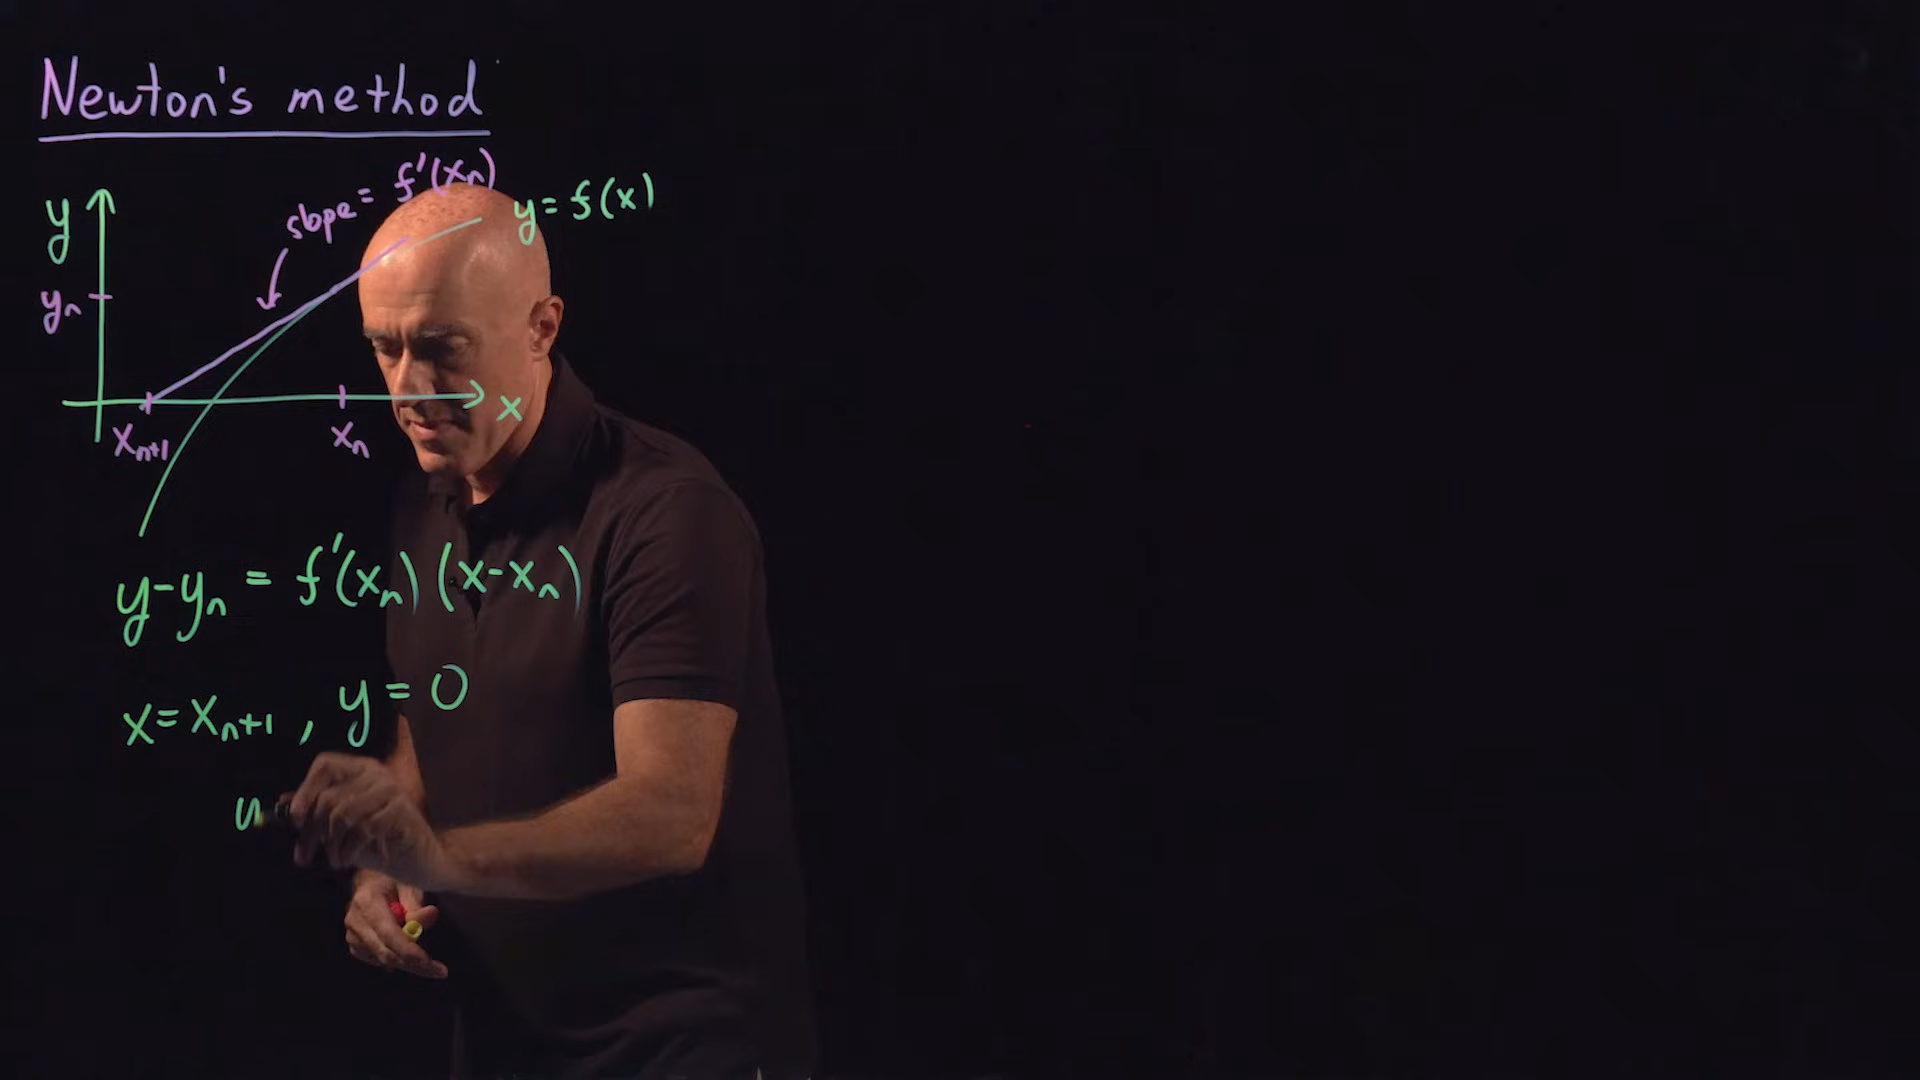 Newton's method
slope = f'(xₙ)
y = f(x)
y
yₙ
x
xₙ₊₁
xₙ
y-yₙ = f'(xₙ) (x-xₙ)
x = xₙ₊₁ , y = 0